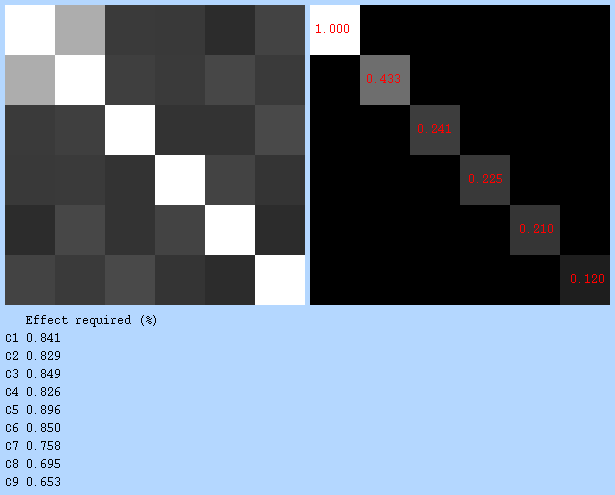 1.000
0.433
0.241
0.225
0.210
0.120
Effect required (%)
C1 0.841
C2 0.829
C3 0.849
C4 0.826
C5 0.896
C6 0.850
C7 0.758
C8 0.695
C9 0.653